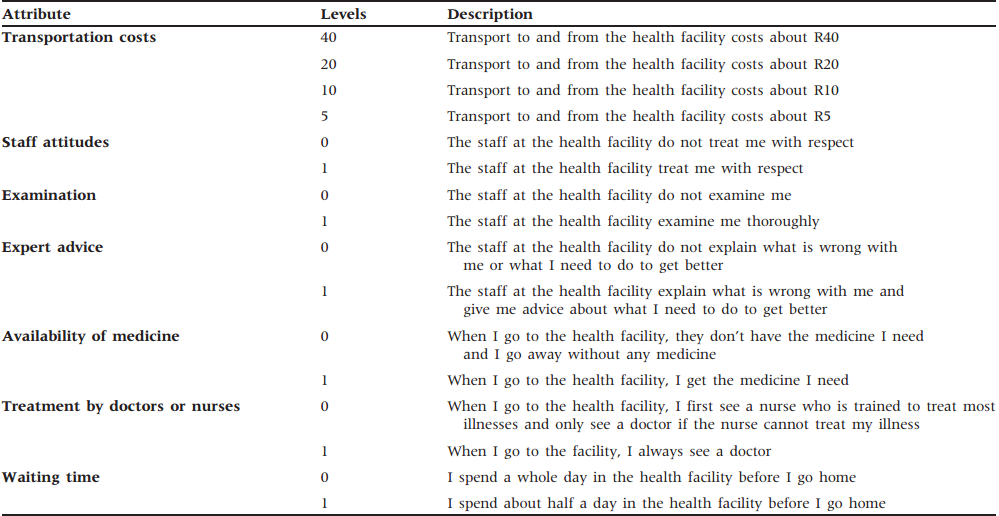 Attribute Levels Description
Transportation costs 40 Transport to and from the health facility costs about R40
20 Transport to and from the health facility costs about R20
10 Transport to and from the health facility costs about R10
5 Transport to and from the health facility costs about R5
Staff attitudes 0 The staff at the health facility do not treat me with respect
1 The staff at the health facility treat me with respect
Examination 0 The staff at the health facility do not examine me
1 The staff at the health facility examine me thoroughly
Expert advice 0 The staff at the health facility do not explain what is wrong with
me or what I need to do to get better
1 The staff at the health facility explain what is wrong with me and
give me advice about what I need to do to get better
Availability of medicine 0 When I go to the health facility, they don't have the medicine I need
and I go away without any medicine
1 When I go to the health facility, I get the medicine I need
Treatment by doctors or nurses 0 When I go to the health facility, I first see a nurse who is trained to treat most
illnesses and only see a doctor if the nurse cannot treat my illness
1 When I go to the facility, I always see a doctor
Waiting time 0 I spend a whole day in the health facility before I go home
1 I spend about half a day in the health facility before I go home